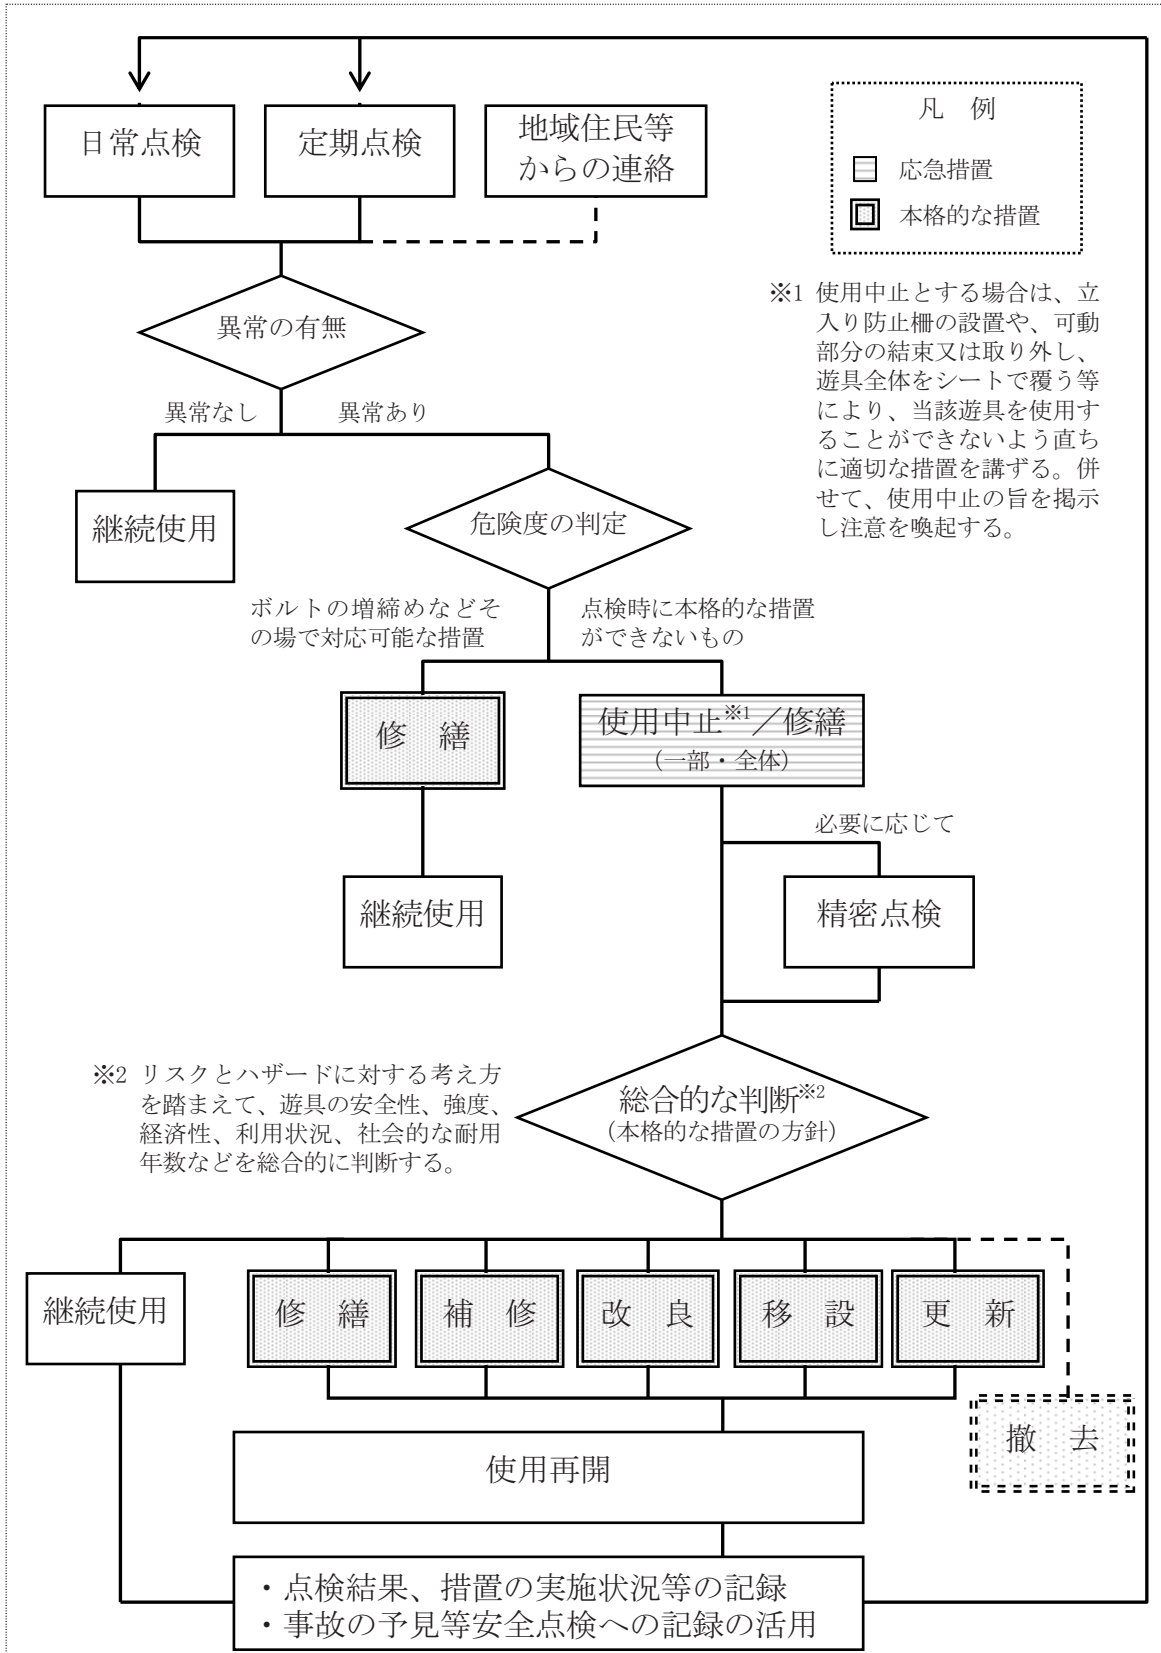 日常点検
定期点検
地域住民等
からの連絡
凡 例
応急措置
本格的な措置
※1 使用中止とする場合は、立
入り防止柵の設置や、可動
部分の結束又は取り外し、
遊具全体をシートで覆う等
により、当該遊具を使用す
ることができないよう直ち
に適切な措置を講ずる。併
せて、使用中止の旨を掲示
し注意を喚起する。
異常の有無
異常なし
異常あり
継続使用
危険度の判定
ボルトの増締めなどそ
の場で対応可能な措置
点検時に本格的な措置
ができないもの
修 繕
使用中止※1／修繕
(一部・全体)
必要に応じて
継続使用
精密点検
※2 リスクとハザードに対する考え方
を踏まえて、遊具の安全性、強度、
経済性、利用状況、社会的な耐用
年数などを総合的に判断する。
総合的な判断※2
(本格的な措置の方針)
継続使用
修 繕
補 修
改 良
移 設
更 新
撤 去
使用再開
・点検結果、措置の実施状況等の記録
・事故の予見等安全点検への記録の活用